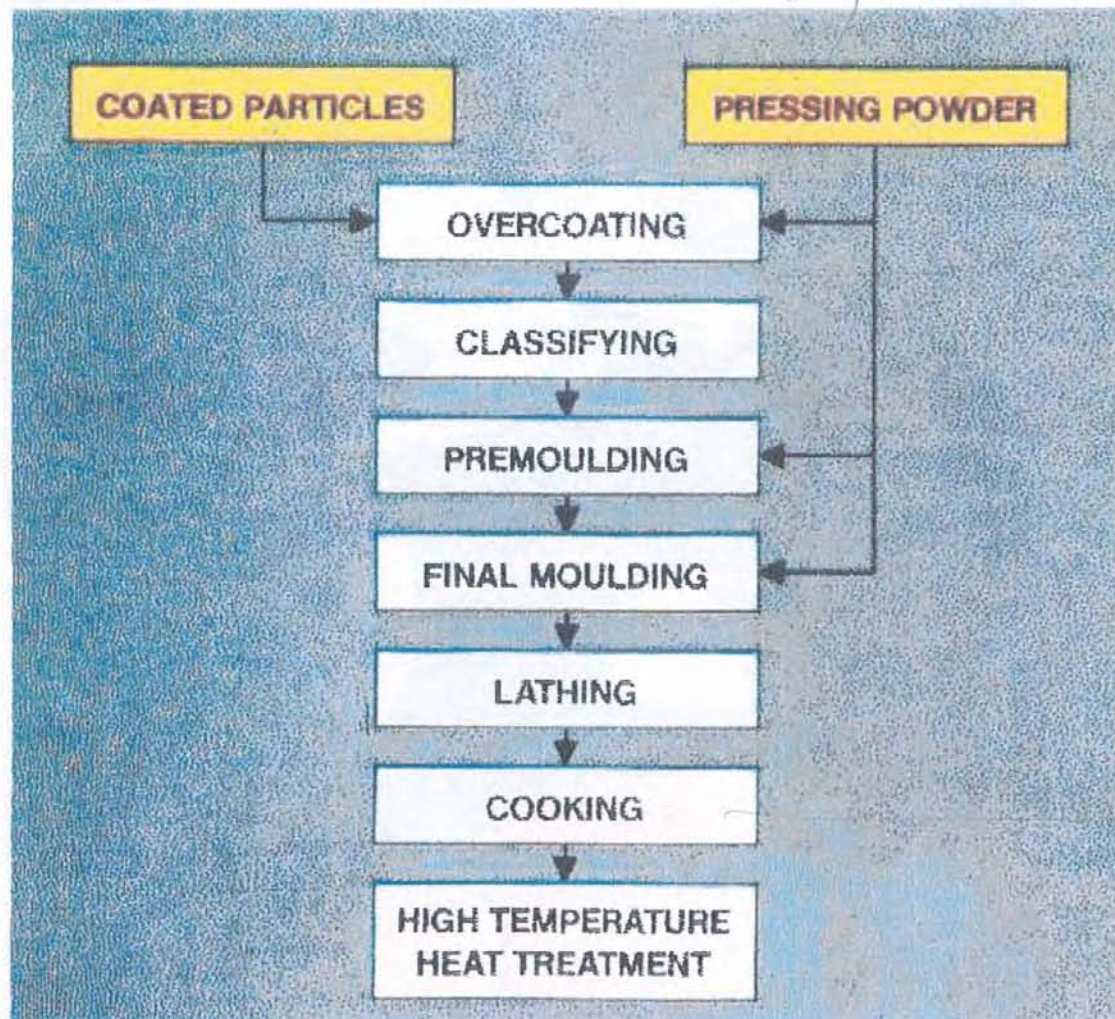 COATED PARTICLES
PRESSING POWDER
OVERCOATING
CLASSIFYING
PREMOULDING
FINAL MOULDING
LATHING
COOKING
HIGH TEMPERATURE
HEAT TREATMENT